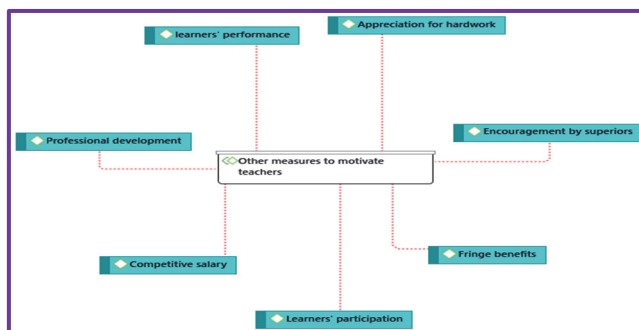 Appreciation for hardwork
learners' performance
Encouragement by superiors
Professional development
Other measures to motivate
teachers
Fringe benefits
Competitive salary
Learners' participation